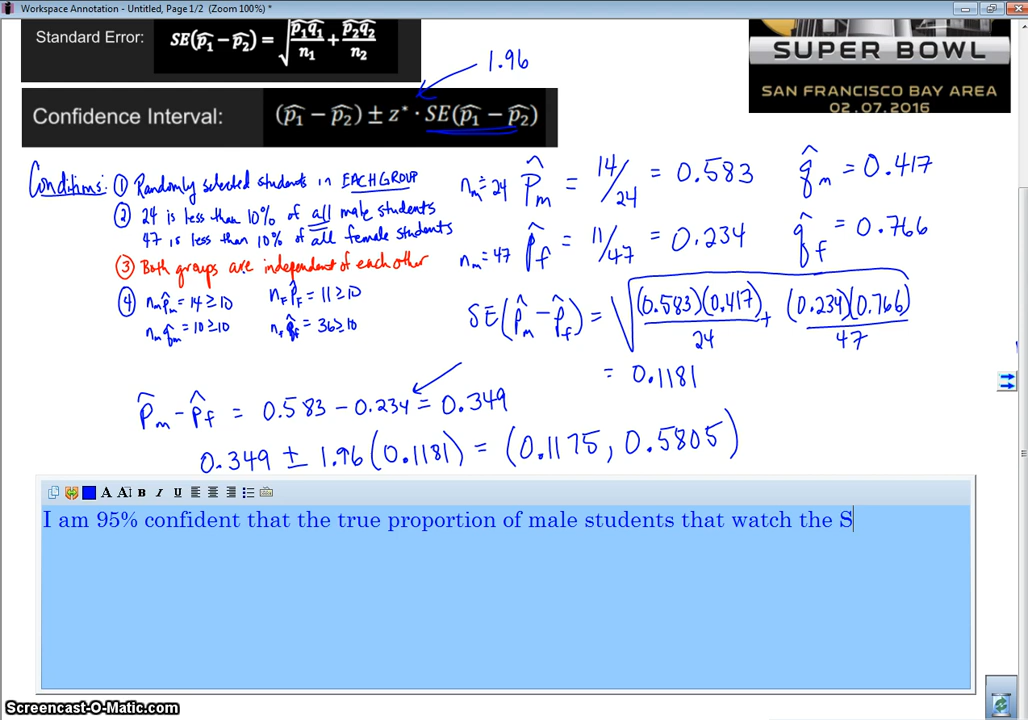 Workspace Annotation - Untitled, Page 1/2 (Zoom 100%) *
Standard Error: SE(p̂₁ − p̂₂) = √(p̂₁q̂₁/n₁ + p̂₂q̂₂/n₂)
1.96
SUPER BOWL
SAN FRANCISCO BAY AREA
02.07.2016
Confidence Interval: (p̂₁ − p̂₂) ± z* · SE(p̂₁ − p̂₂)
Conditions: ① Randomly selected students in EACH GROUP
② 24 is less than 10% of all male students
47 is less than 10% of all female students
③ Both groups are independent of each other
④ nₘp̂ₘ = 14 ≥ 10 n_F p̂_F = 11 ≥ 10
nₘq̂ₘ = 10 ≥ 10 n_F q̂_F = 36 ≥ 10
nₘ = 24 p̂ₘ = 14/24 = 0.583 q̂ₘ = 0.417
nₘ = 47 p̂_f = 11/47 = 0.234 q̂_f = 0.766
SE(p̂ₘ − p̂_f) = √((0.583)(0.417)/24 + (0.234)(0.766)/47)
= 0.1181
p̂ₘ − p̂_f = 0.583 − 0.234 = 0.349
0.349 ± 1.96(0.1181) = (0.1175, 0.5805)
I am 95% confident that the true proportion of male students that watch the S
Screencast-O-Matic.com